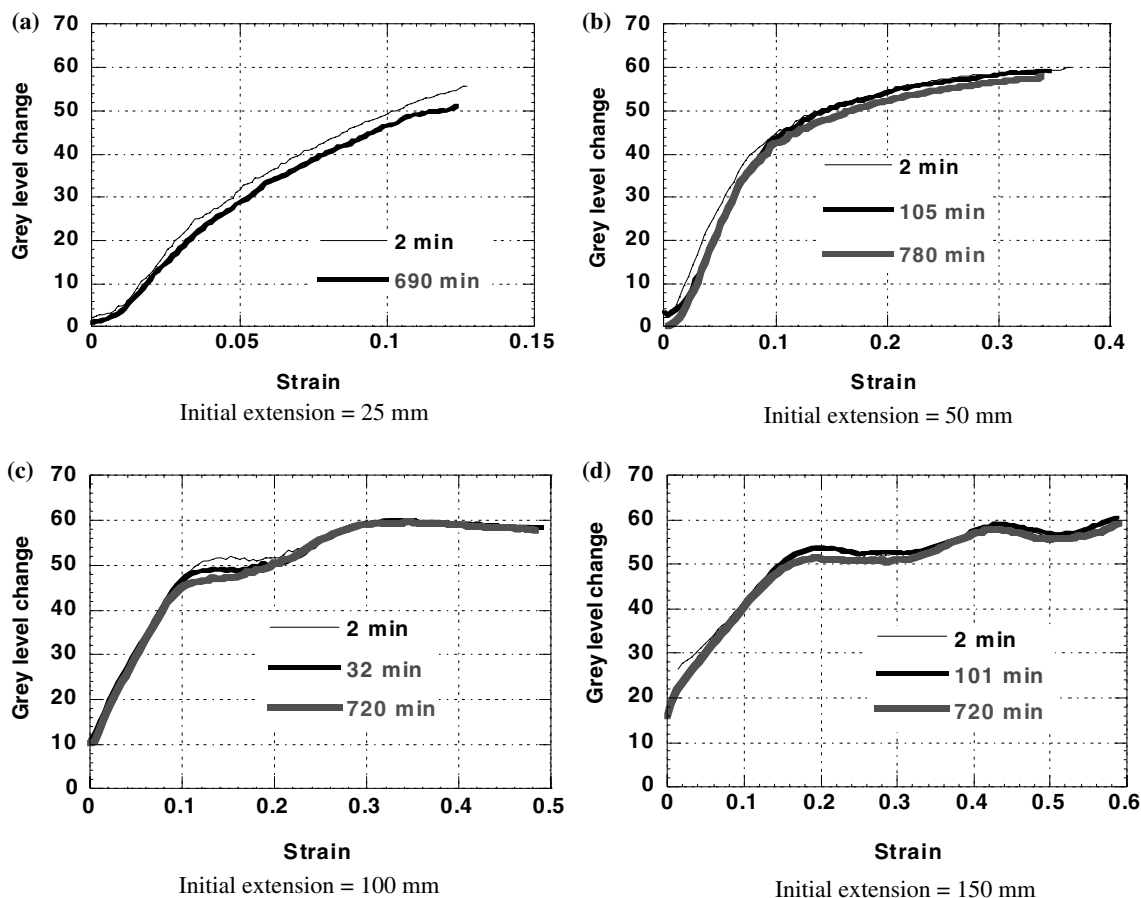 (a)
70
60
50
40
30
20
10
0
Grey level change
2 min
690 min
0 0.05 0.1 0.15
Strain
Initial extension = 25 mm
(b)
70
60
50
40
30
20
10
0
Grey level change
2 min
105 min
780 min
0 0.1 0.2 0.3 0.4
Strain
Initial extension = 50 mm
(c)
70
60
50
40
30
20
10
0
Grey level change
2 min
32 min
720 min
0 0.1 0.2 0.3 0.4 0.5
Strain
Initial extension = 100 mm
(d)
70
60
50
40
30
20
10
0
Grey level change
2 min
101 min
720 min
0 0.1 0.2 0.3 0.4 0.5 0.6
Strain
Initial extension = 150 mm